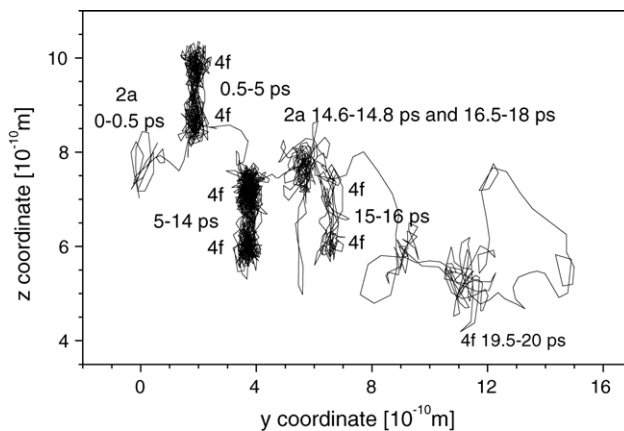 10
8
6
4
z coordinate [10⁻¹⁰m]
4f
0.5-5 ps
4f
2a
0-0.5 ps
2a 14.6-14.8 ps and 16.5-18 ps
4f
5-14 ps
4f
4f
15-16 ps
4f
4f 19.5-20 ps
0 4 8 12 16
y coordinate [10⁻¹⁰m]